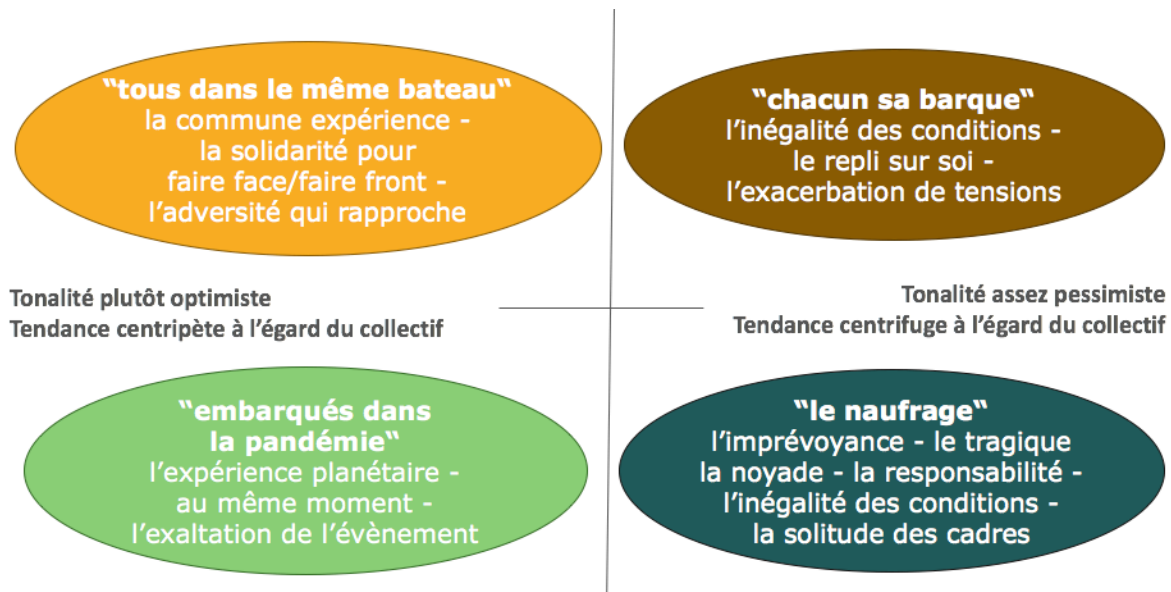 “tous dans le même bateau“
la commune expérience -
la solidarité pour
faire face/faire front -
l’adversité qui rapproche
“chacun sa barque“
l’inégalité des conditions -
le repli sur soi -
l’exacerbation de tensions
Tonalité plutôt optimiste
Tendance centripète à l’égard du collectif
Tonalité assez pessimiste
Tendance centrifuge à l’égard du collectif
“embarqués dans
la pandémie“
l’expérience planétaire -
au même moment -
l’exaltation de l’évènement
“le naufrage“
l’imprévoyance - le tragique
la noyade - la responsabilité -
l’inégalité des conditions -
la solitude des cadres